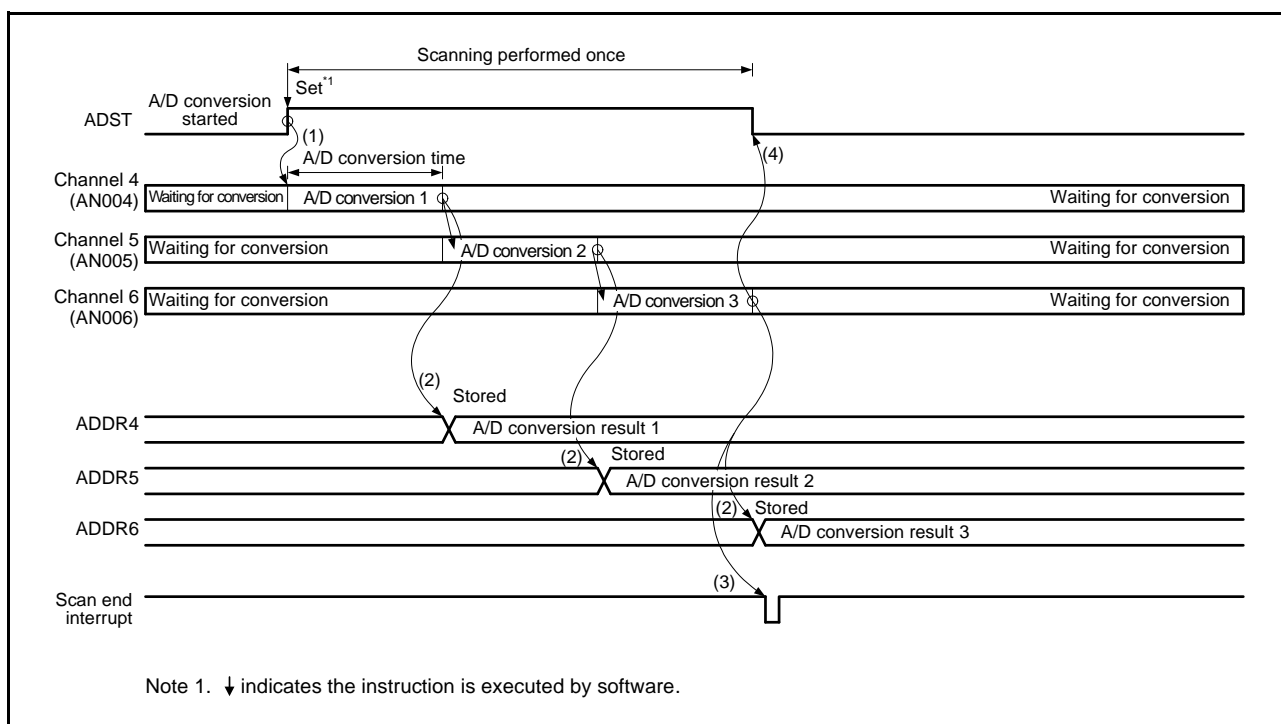 Scanning performed once
Set*1
A/D conversion
started
ADST
(1)
(4)
A/D conversion time
Channel 4
(AN004)
Waiting for conversion
A/D conversion 1
Waiting for conversion
Channel 5
(AN005)
Waiting for conversion
A/D conversion 2
Waiting for conversion
Channel 6
(AN006)
Waiting for conversion
A/D conversion 3
Waiting for conversion
(2)
Stored
ADDR4
A/D conversion result 1
(2)
Stored
ADDR5
A/D conversion result 2
(2)
Stored
ADDR6
A/D conversion result 3
(3)
Scan end
interrupt
Note 1. ↓ indicates the instruction is executed by software.